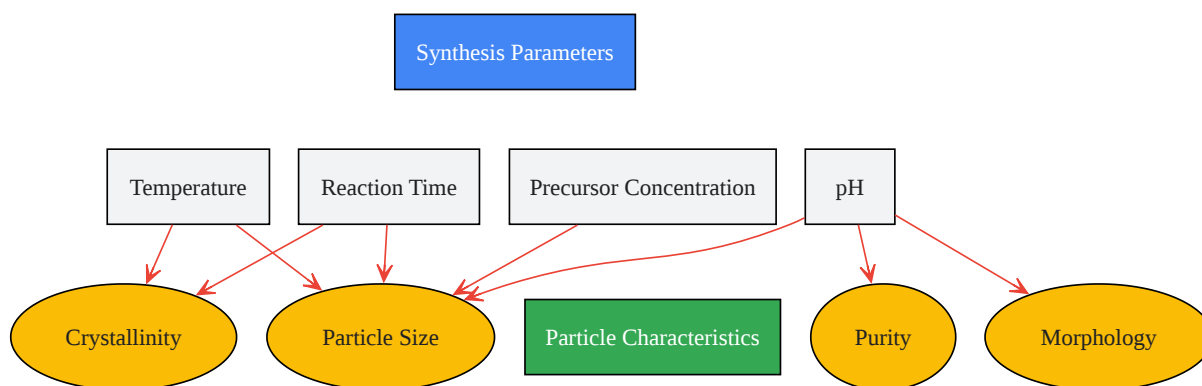 Synthesis Parameters
Temperature
Reaction Time
Precursor Concentration
pH
Crystallinity
Particle Size
Particle Characteristics
Purity
Morphology